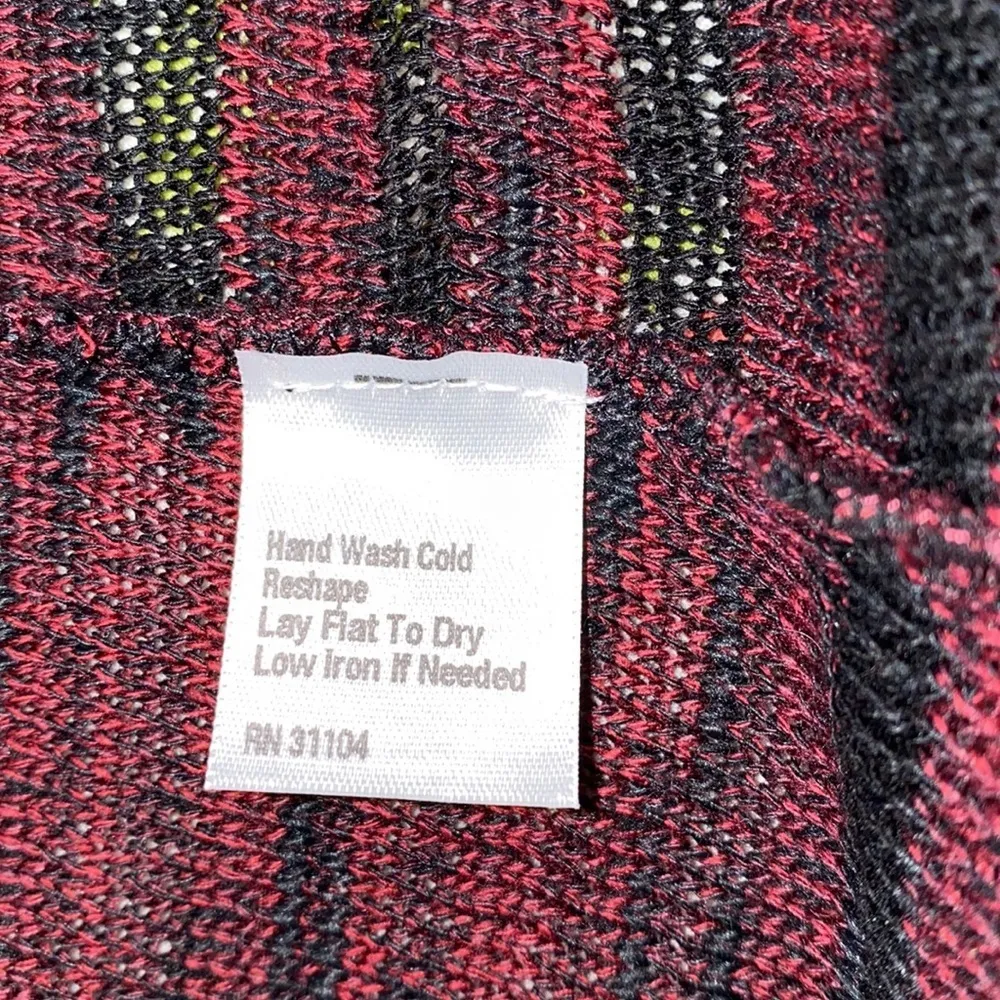 Hand Wash Cold
Reshape
Lay Flat To Dry
Low Iron If Needed
RN 31104